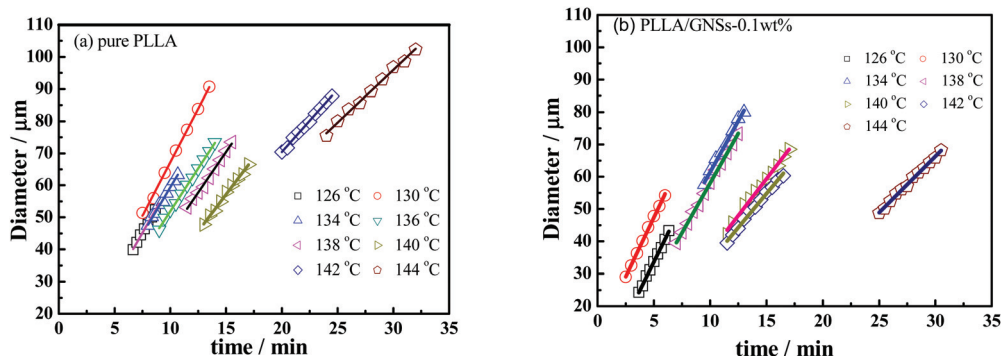 (a) pure PLLA
Diameter / μm
110
100
90
80
70
60
50
40
30
20
0 5 10 15 20 25 30 35
time / min
126 °C 130 °C
134 °C 136 °C
138 °C 140 °C
142 °C 144 °C
(b) PLLA/GNSs-0.1wt%
Diameter / μm
110
100
90
80
70
60
50
40
30
20
0 5 10 15 20 25 30 35
time / min
126 °C 130 °C
134 °C 138 °C
140 °C 142 °C
144 °C